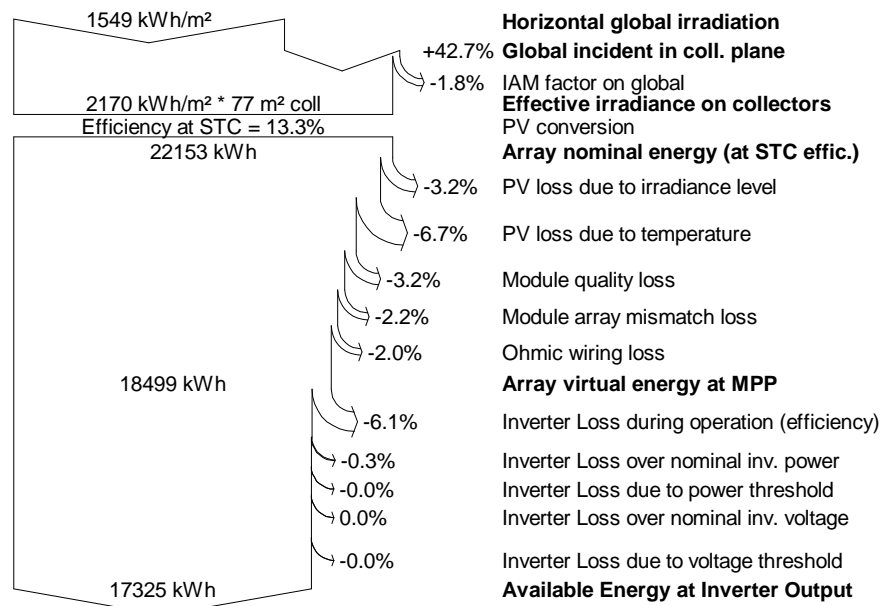 1549 kWh/m² Horizontal global irradiation
+42.7% Global incident in coll. plane
-1.8% IAM factor on global
2170 kWh/m² * 77 m² coll Effective irradiance on collectors
Efficiency at STC = 13.3% PV conversion
22153 kWh Array nominal energy (at STC effic.)
-3.2% PV loss due to irradiance level
-6.7% PV loss due to temperature
-3.2% Module quality loss
-2.2% Module array mismatch loss
-2.0% Ohmic wiring loss
18499 kWh Array virtual energy at MPP
-6.1% Inverter Loss during operation (efficiency)
-0.3% Inverter Loss over nominal inv. power
-0.0% Inverter Loss due to power threshold
0.0% Inverter Loss over nominal inv. voltage
-0.0% Inverter Loss due to voltage threshold
17325 kWh Available Energy at Inverter Output